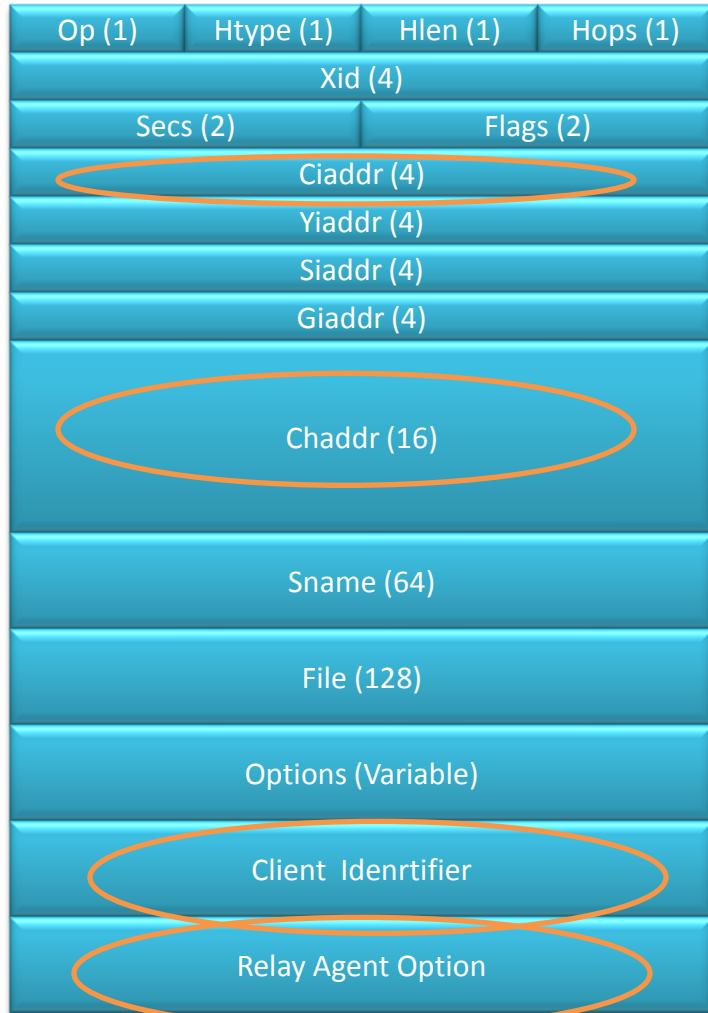 Op (1) Htype (1) Hlen (1) Hops (1)
Xid (4)
Secs (2) Flags (2)
Ciaddr (4)
Yiaddr (4)
Siaddr (4)
Giaddr (4)
Chaddr (16)
Sname (64)
File (128)
Options (Variable)
Client Idenrtifier
Relay Agent Option